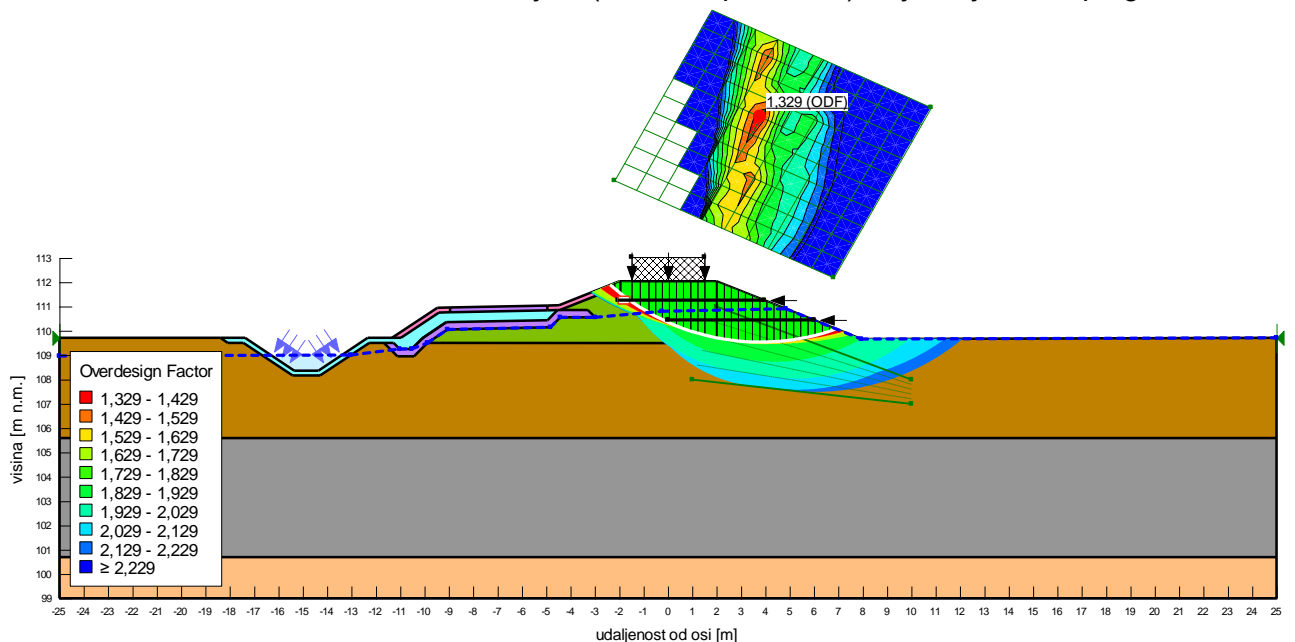 1,329 (ODF)
113
112
111
110
109
108
107
106
105
104
103
102
101
100
99
visina [m n.m.]
Overdesign Factor
1,329 - 1,429
1,429 - 1,529
1,529 - 1,629
1,629 - 1,729
1,729 - 1,829
1,829 - 1,929
1,929 - 2,029
2,029 - 2,129
2,129 - 2,229
≥ 2,229
-25 -24 -23 -22 -21 -20 -19 -18 -17 -16 -15 -14 -13 -12 -11 -10 -9 -8 -7 -6 -5 -4 -3 -2 -1 0 1 2 3 4 5 6 7 8 9 10 11 12 13 14 15 16 17 18 19 20 21 22 23 24 25
udaljenost od osi [m]